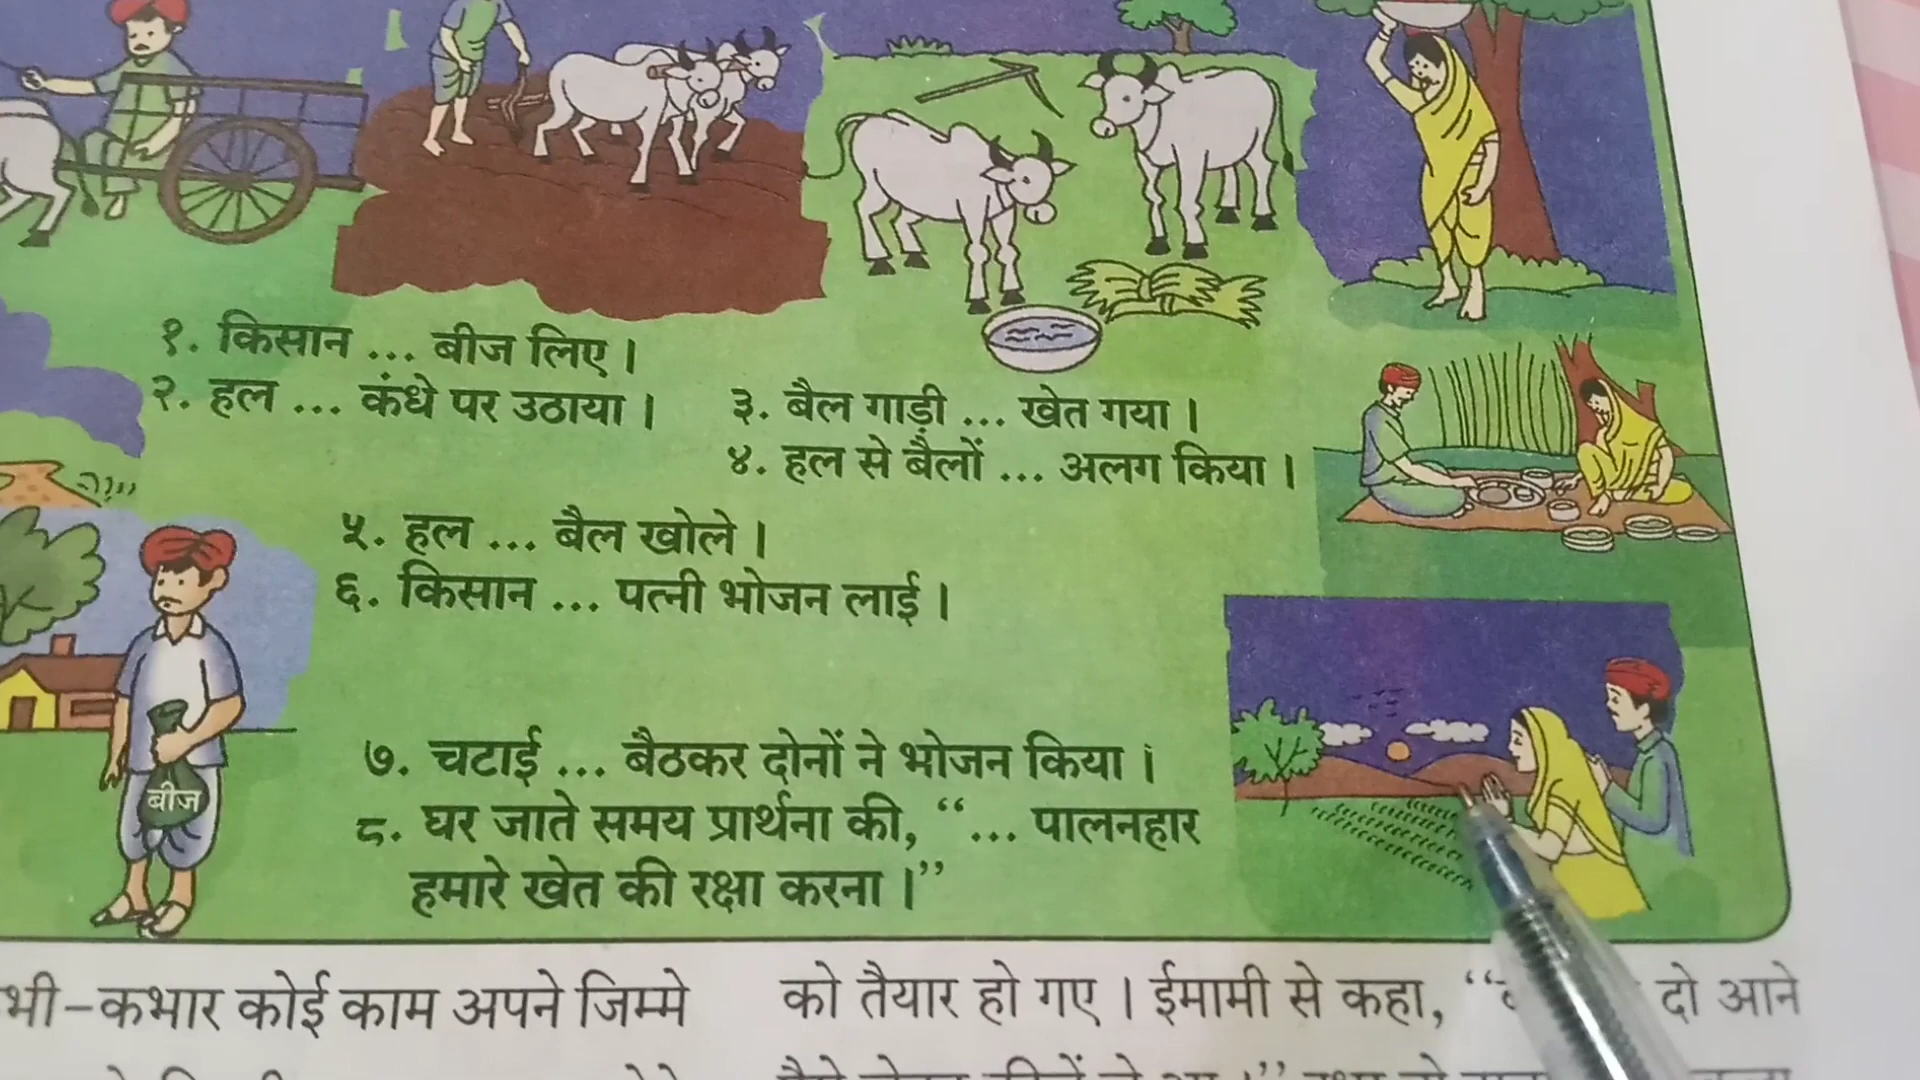 १. किसान ... बीज लिए ।
२. हल ... कंधे पर उठाया ।
३. बैल गाड़ी ... खेत गया ।
४. हल से बैलों ... अलग किया ।
५. हल ... बैल खोले ।
६. किसान ... पत्नी भोजन लाई ।
७. चटाई ... बैठकर दोनों ने भोजन किया ।
८. घर जाते समय प्रार्थना की, “... पालनहार
हमारे खेत की रक्षा करना ।”
बीज
भी-कभार कोई काम अपने जिम्मे
को तैयार हो गए । ईमामी से कहा, “ दो आने